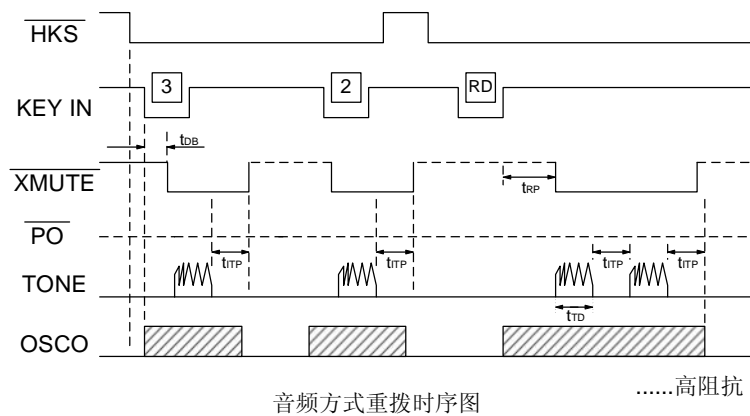 HKS
3 2 RD
KEY IN
tDB
XMUTE
tRP
PO
tITP tITP tITP tITP
TONE
tTD
OSCO
音频方式重拨时序图
......高阻抗